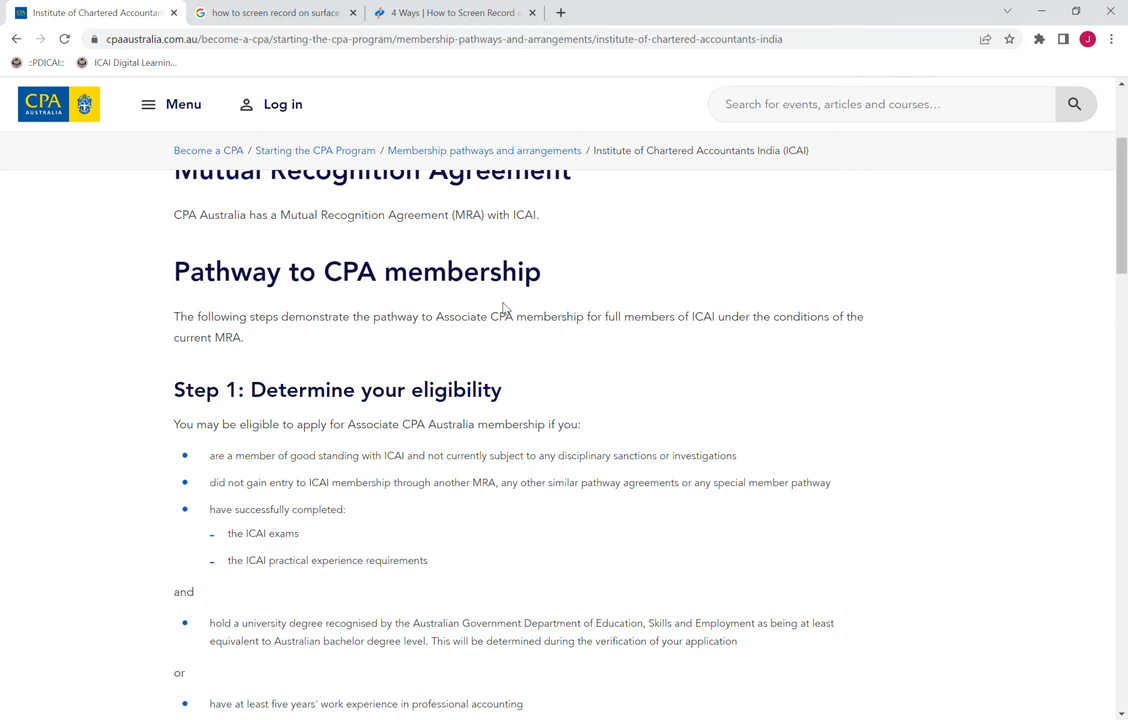 Institute of Chartered Accountan
how to screen record on surface
4 Ways | How to Screen Record o
cpaaustralia.com.au/become-a-cpa/starting-the-cpa-program/membership-pathways-and-arrangements/institute-of-chartered-accountants-india
J
::PDICAI::
ICAI Digital Learnin...
CPA
AUSTRALIA
Menu
Log in
Search for events, articles and courses...
Become a CPA / Starting the CPA Program / Membership pathways and arrangements / Institute of Chartered Accountants India (ICAI)
Mutual Recognition Agreement
CPA Australia has a Mutual Recognition Agreement (MRA) with ICAI.
Pathway to CPA membership
The following steps demonstrate the pathway to Associate CPA membership for full members of ICAI under the conditions of the
current MRA.
Step 1: Determine your eligibility
You may be eligible to apply for Associate CPA Australia membership if you:
are a member of good standing with ICAI and not currently subject to any disciplinary sanctions or investigations
did not gain entry to ICAI membership through another MRA, any other similar pathway agreements or any special member pathway
have successfully completed:
the ICAI exams
the ICAI practical experience requirements
and
hold a university degree recognised by the Australian Government Department of Education, Skills and Employment as being at least
equivalent to Australian bachelor degree level. This will be determined during the verification of your application
or
have at least five years' work experience in professional accounting